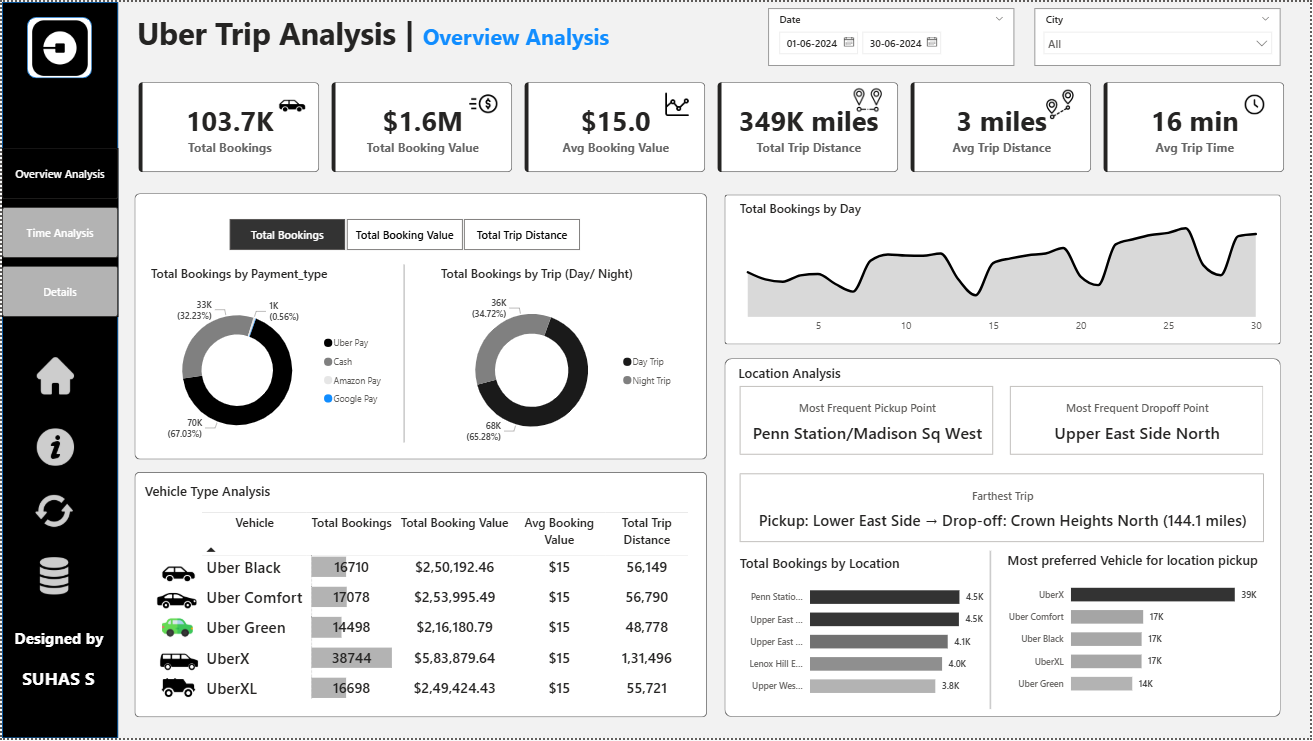 Uber Trip Analysis | Overview Analysis
Date
01-06-2024 30-06-2024
City
All
103.7K
Total Bookings
$1.6M
Total Booking Value
$15.0
Avg Booking Value
349K miles
Total Trip Distance
3 miles
Avg Trip Distance
16 min
Avg Trip Time
Overview Analysis
Time Analysis
Details
Designed by
SUHAS S
Total Bookings Total Booking Value Total Trip Distance
Total Bookings by Payment_type
33K
(32.23%)
1K
(0.56%)
70K
(67.03%)
Uber Pay
Cash
Amazon Pay
Google Pay
Total Bookings by Trip (Day/ Night)
36K
(34.72%)
68K
(65.28%)
Day Trip
Night Trip
Total Bookings by Day
5 10 15 20 25 30
Vehicle Type Analysis
Vehicle Total Bookings Total Booking Value Avg Booking Value Total Trip Distance
Uber Black 16710 $2,50,192.46 $15 56,149
Uber Comfort 17078 $2,53,995.49 $15 56,790
Uber Green 14498 $2,16,180.79 $15 48,778
UberX 38744 $5,83,879.64 $15 1,31,496
UberXL 16698 $2,49,424.43 $15 55,721
Location Analysis
Most Frequent Pickup Point
Penn Station/Madison Sq West
Most Frequent Dropoff Point
Upper East Side North
Farthest Trip
Pickup: Lower East Side → Drop-off: Crown Heights North (144.1 miles)
Total Bookings by Location
Penn Statio... 4.5K
Upper East ... 4.5K
Upper East ... 4.1K
Lenox Hill E... 4.0K
Upper Wes... 3.8K
Most preferred Vehicle for location pickup
UberX 39K
Uber Comfort 17K
Uber Black 17K
UberXL 17K
Uber Green 14K